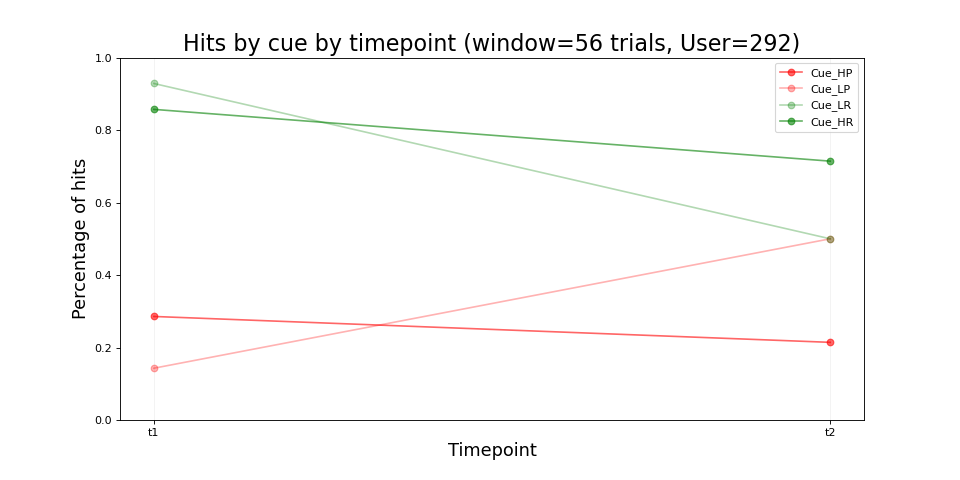 Hits by cue by timepoint (window=56 trials, User=292)
Percentage of hits
1.0
0.8
0.6
0.4
0.2
0.0
Cue_HP
Cue_LP
Cue_LR
Cue_HR
t1
t2
Timepoint